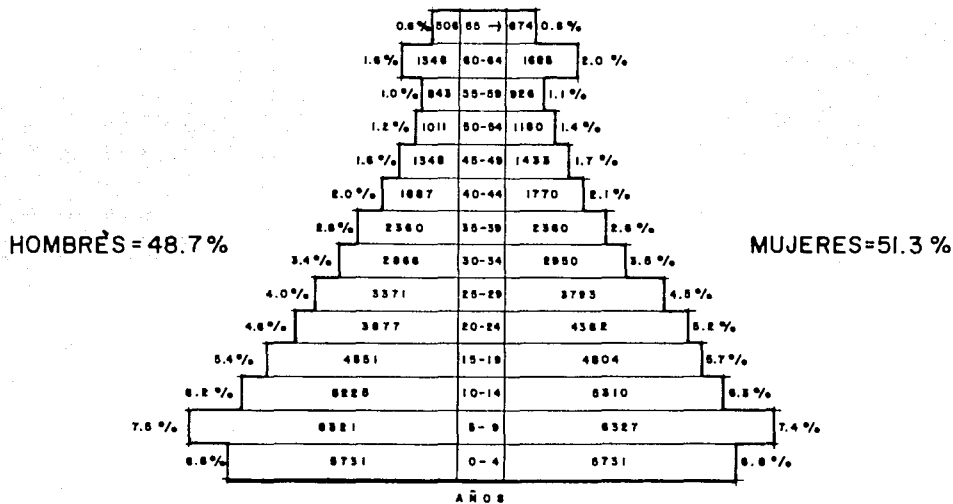 0.6% 506 65 → 674 0.8%
1.6% 1348 60-64 1685 2.0%
1.0% 843 55-59 926 1.1%
1.2% 1011 50-54 1180 1.4%
1.6% 1348 45-49 1433 1.7%
2.0% 1687 40-44 1770 2.1%
2.8% 2360 35-39 2360 2.8%
HOMBRÈS=48.7% MUJERES=51.3%
3.4% 2866 30-34 2950 3.5%
4.0% 3371 25-29 3793 4.5%
4.6% 3877 20-24 4382 5.2%
5.4% 4551 15-19 4804 5.7%
6.2% 5225 10-14 5310 6.3%
7.5% 6321 5-9 6327 7.4%
6.8% 5731 0-4 5731 6.8%
AÑOS